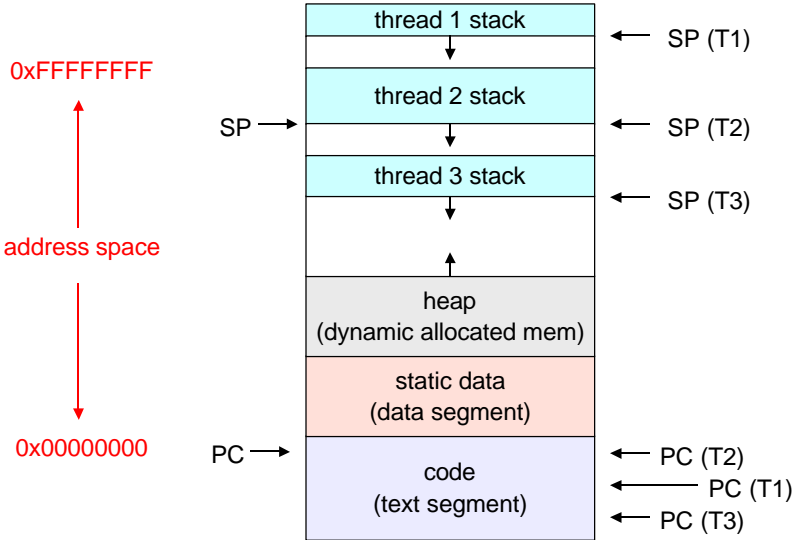 thread 1 stack
SP (T1)
0xFFFFFFFF
thread 2 stack
SP
SP (T2)
thread 3 stack
SP (T3)
address space
heap
(dynamic allocated mem)
static data
(data segment)
0x00000000
PC
code
(text segment)
PC (T2)
PC (T1)
PC (T3)